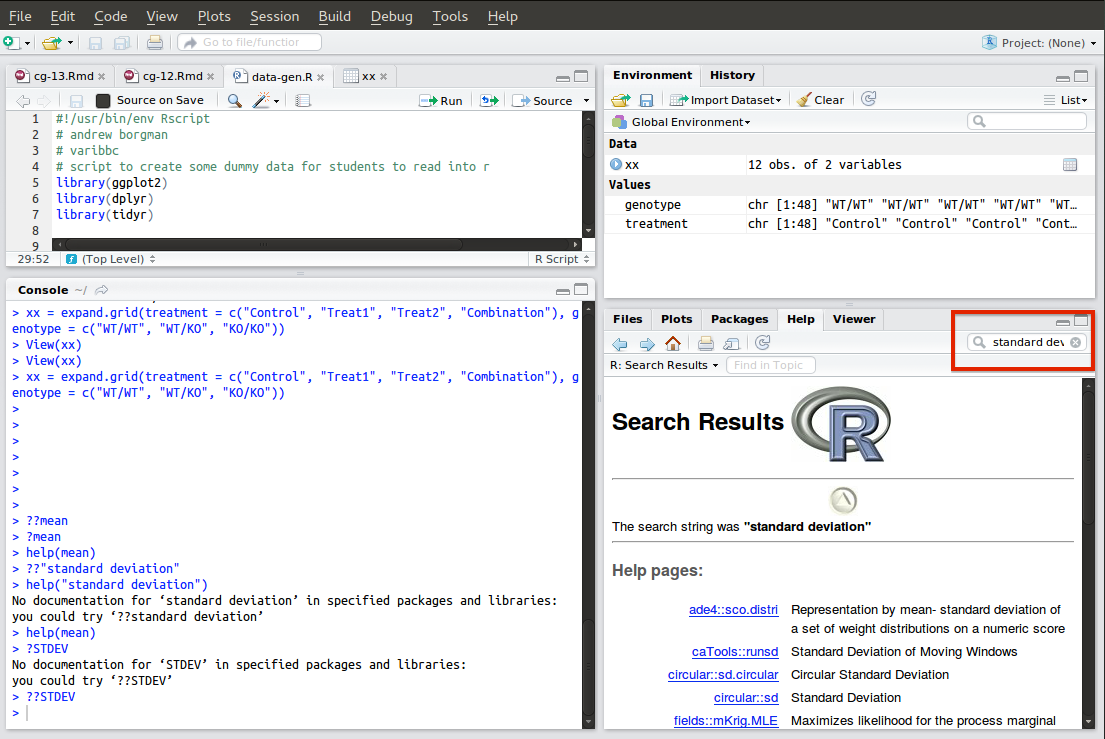 File Edit Code View Plots Session Build Debug Tools Help
Go to file/function
Project: (None)
cg-13.Rmd cg-12.Rmd data-gen.R xx
Source on Save Run Source
1 #!/usr/bin/env Rscript
2 # andrew borgman
3 # varibbc
4 # script to create some dummy data for students to read into r
5 library(ggplot2)
6 library(dplyr)
7 library(tidyr)
8
9
29:52 (Top Level) R Script
Console ~/
> xx = expand.grid(treatment = c("Control", "Treat1", "Treat2", "Combination"), g
enotype = c("WT/WT", "WT/KO", "KO/KO"))
> View(xx)
> View(xx)
> xx = expand.grid(treatment = c("Control", "Treat1", "Treat2", "Combination"), g
enotype = c("WT/WT", "WT/KO", "KO/KO"))
>
>
>
>
>
>
>
> ??mean
> ?mean
> help(mean)
> ??"standard deviation"
> help("standard deviation")
No documentation for ‘standard deviation’ in specified packages and libraries:
you could try ‘??standard deviation’
> help(mean)
> ?STDEV
No documentation for ‘STDEV’ in specified packages and libraries:
you could try ‘??STDEV’
> ??STDEV
>
Environment History
Import Dataset Clear List
Global Environment
Data
xx 12 obs. of 2 variables
Values
genotype chr [1:48] "WT/WT" "WT/WT" "WT/WT" "WT/WT" "WT…
treatment chr [1:48] "Control" "Control" "Control" "Cont…
Files Plots Packages Help Viewer
standard dev
R: Search Results Find in Topic
Search Results R
The search string was "standard deviation"
Help pages:
ade4::sco.distri Representation by mean- standard deviation of
a set of weight distributions on a numeric score
caTools::runsd Standard Deviation of Moving Windows
circular::sd.circular Circular Standard Deviation
circular::sd Standard Deviation
fields::mKrig.MLE Maximizes likelihood for the process marginal